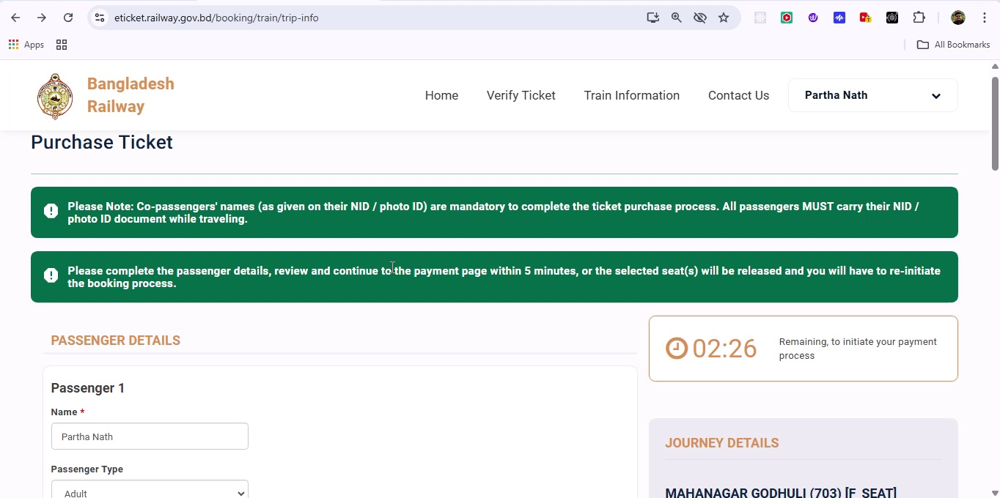 eticket.railway.gov.bd/booking/train/trip-info
Apps
All Bookmarks
Bangladesh
Railway
Home
Verify Ticket
Train Information
Contact Us
Partha Nath
Purchase Ticket
Please Note: Co-passengers' names (as given on their NID / photo ID) are mandatory to complete the ticket purchase process. All passengers MUST carry their NID /
photo ID document while traveling.
Please complete the passenger details, review and continue to the payment page within 5 minutes, or the selected seat(s) will be released and you will have to re-initiate
the booking process.
PASSENGER DETAILS
02:26
Remaining, to initiate your payment
process
Passenger 1
Name *
Partha Nath
Passenger Type
Adult
JOURNEY DETAILS
MAHANAGAR GODHULI (703) [F_SEAT]